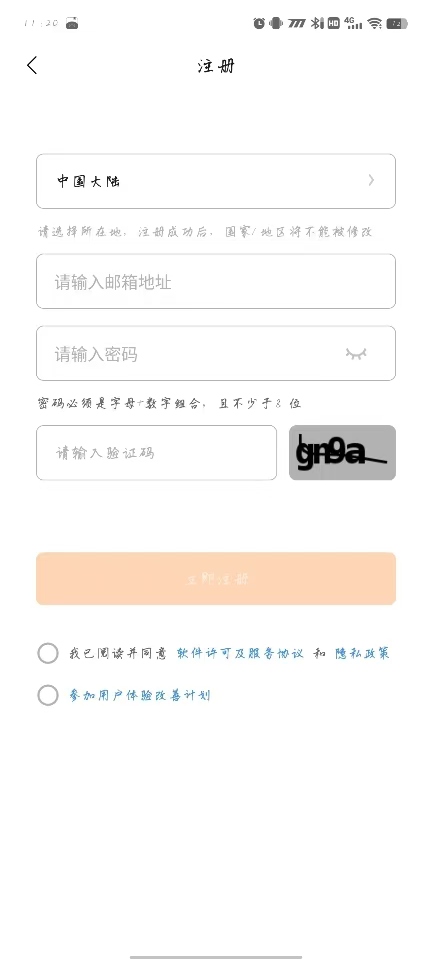 11:20
HD 4G 72
注册
中国大陆
请选择所在地，注册成功后，国家/地区将不能被修改
请输入邮箱地址
请输入密码
密码必须是字母+数字组合，且不少于8 位
请输入验证码 gn9a
立即注册
我已阅读并同意 软件许可及服务协议 和 隐私政策
参加用户体验改善计划